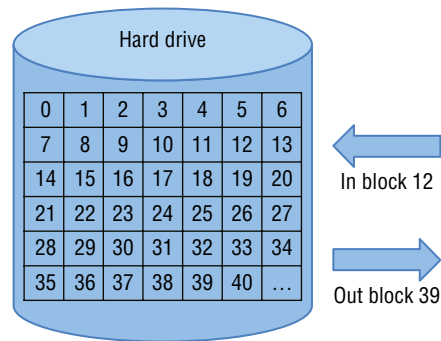 Hard drive
0 1 2 3 4 5 6
7 8 9 10 11 12 13
14 15 16 17 18 19 20
21 22 23 24 25 26 27
28 29 30 31 32 33 34
35 36 37 38 39 40 ...
In block 12
Out block 39